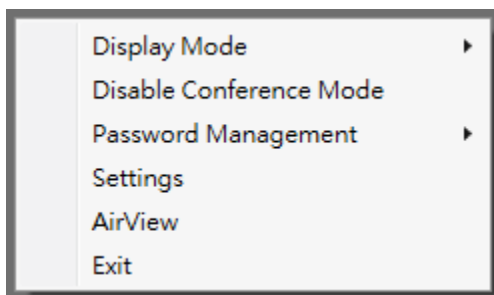 Display Mode
Disable Conference Mode
Password Management
Settings
AirView
Exit